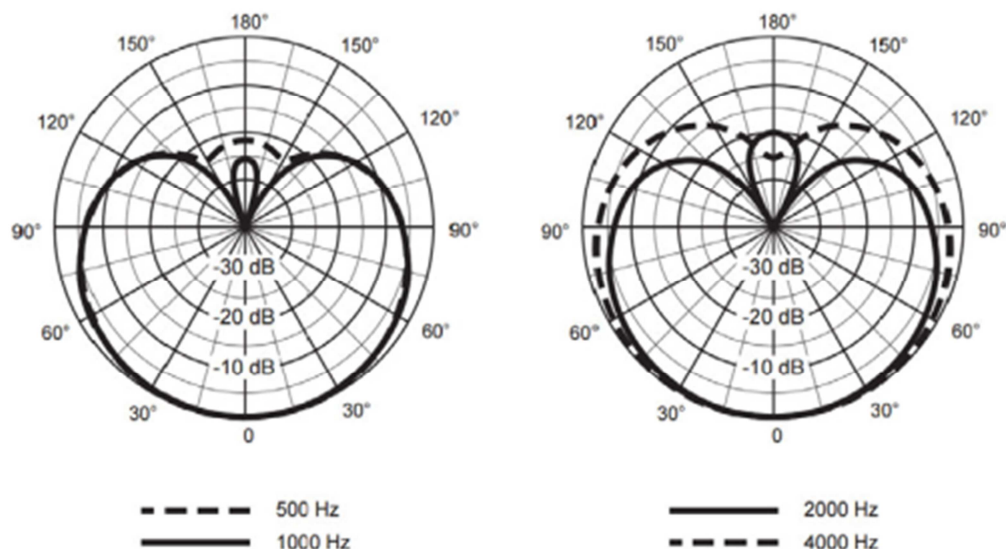 180° 180°
150° 150° 150° 150°
120° 120° 120° 120°
90° 90° 90° 90°
-30 dB -30 dB
-20 dB -20 dB
60° 60° 60° 60°
-10 dB -10 dB
30° 30° 30° 30°
0 0
500 Hz 2000 Hz
1000 Hz 4000 Hz